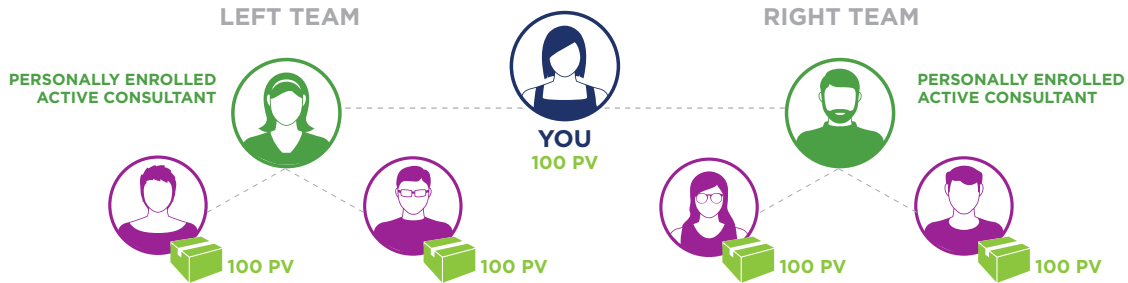 LEFT TEAM
RIGHT TEAM
PERSONALLY ENROLLED
ACTIVE CONSULTANT
PERSONALLY ENROLLED
ACTIVE CONSULTANT
YOU
100 PV
100 PV
100 PV
100 PV
100 PV